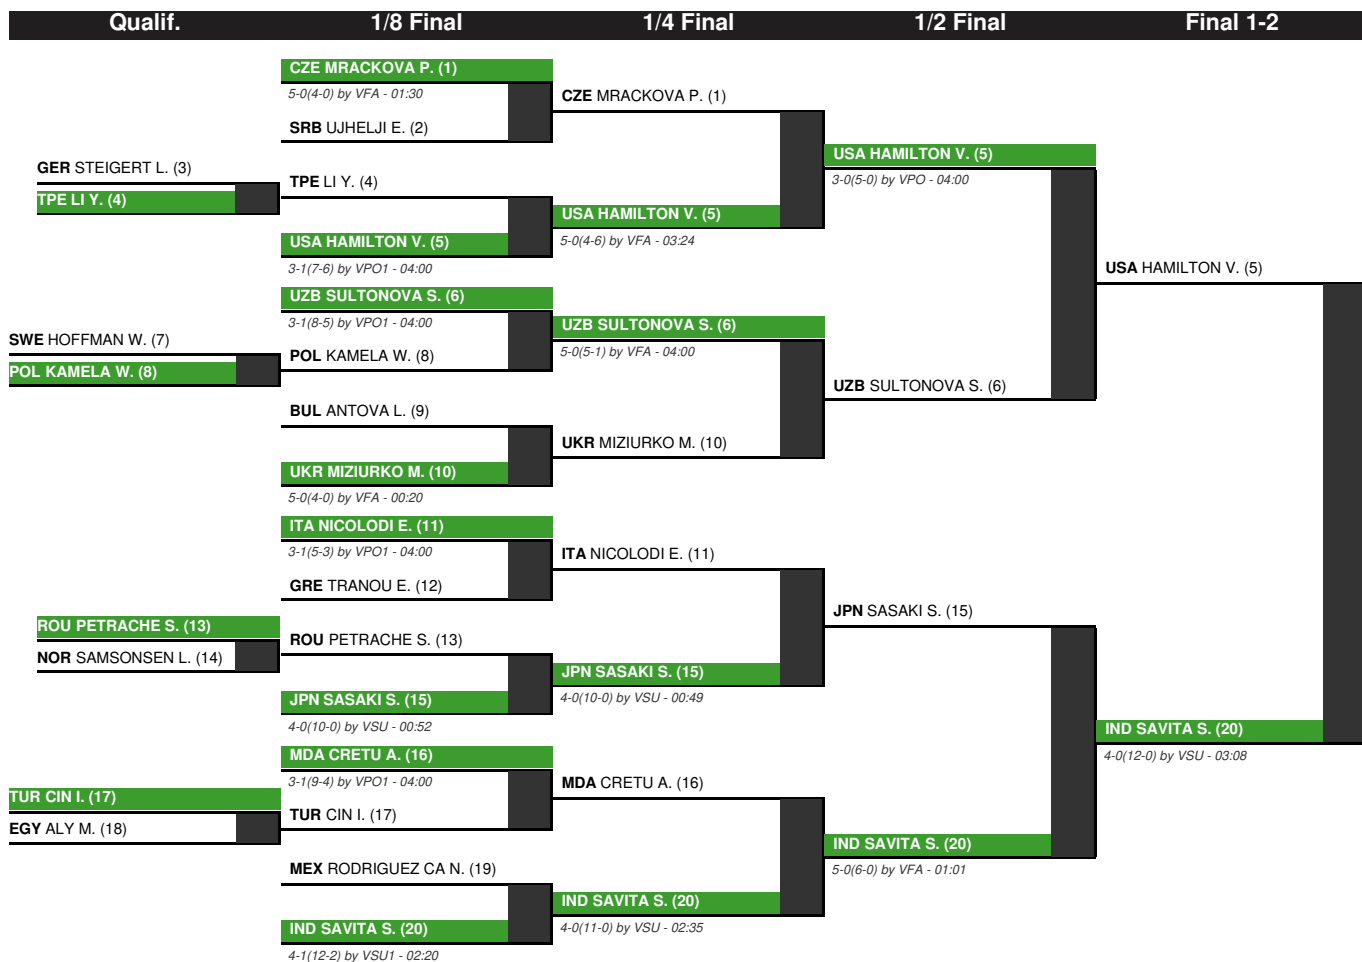 Qualif.
1/8 Final
1/4 Final
1/2 Final
Final 1-2
GER STEIGERT L. (3)
TPE LI Y. (4)
SWE HOFFMAN W. (7)
POL KAMELA W. (8)
ROU PETRACHE S. (13)
NOR SAMSONSEN L. (14)
TUR CIN I. (17)
EGY ALY M. (18)
CZE MRACKOVA P. (1)
5-0(4-0) by VFA - 01:30
SRB UJHELJI E. (2)
TPE LI Y. (4)
USA HAMILTON V. (5)
3-1(7-6) by VPO1 - 04:00
UZB SULTONOVA S. (6)
3-1(8-5) by VPO1 - 04:00
POL KAMELA W. (8)
BUL ANTOVA L. (9)
UKR MIZIURKO M. (10)
5-0(4-0) by VFA - 00:20
ITA NICOLODI E. (11)
3-1(5-3) by VPO1 - 04:00
GRE TRANOU E. (12)
ROU PETRACHE S. (13)
JPN SASAKI S. (15)
4-0(10-0) by VSU - 00:52
MDA CRETU A. (16)
3-1(9-4) by VPO1 - 04:00
TUR CIN I. (17)
MEX RODRIGUEZ CA N. (19)
IND SAVITA S. (20)
4-1(12-2) by VSU1 - 02:20
CZE MRACKOVA P. (1)
USA HAMILTON V. (5)
5-0(4-6) by VFA - 03:24
UZB SULTONOVA S. (6)
5-0(5-1) by VFA - 04:00
UKR MIZIURKO M. (10)
ITA NICOLODI E. (11)
JPN SASAKI S. (15)
4-0(10-0) by VSU - 00:49
MDA CRETU A. (16)
IND SAVITA S. (20)
4-0(11-0) by VSU - 02:35
USA HAMILTON V. (5)
3-0(5-0) by VPO - 04:00
UZB SULTONOVA S. (6)
JPN SASAKI S. (15)
IND SAVITA S. (20)
5-0(6-0) by VFA - 01:01
USA HAMILTON V. (5)
IND SAVITA S. (20)
4-0(12-0) by VSU - 03:08